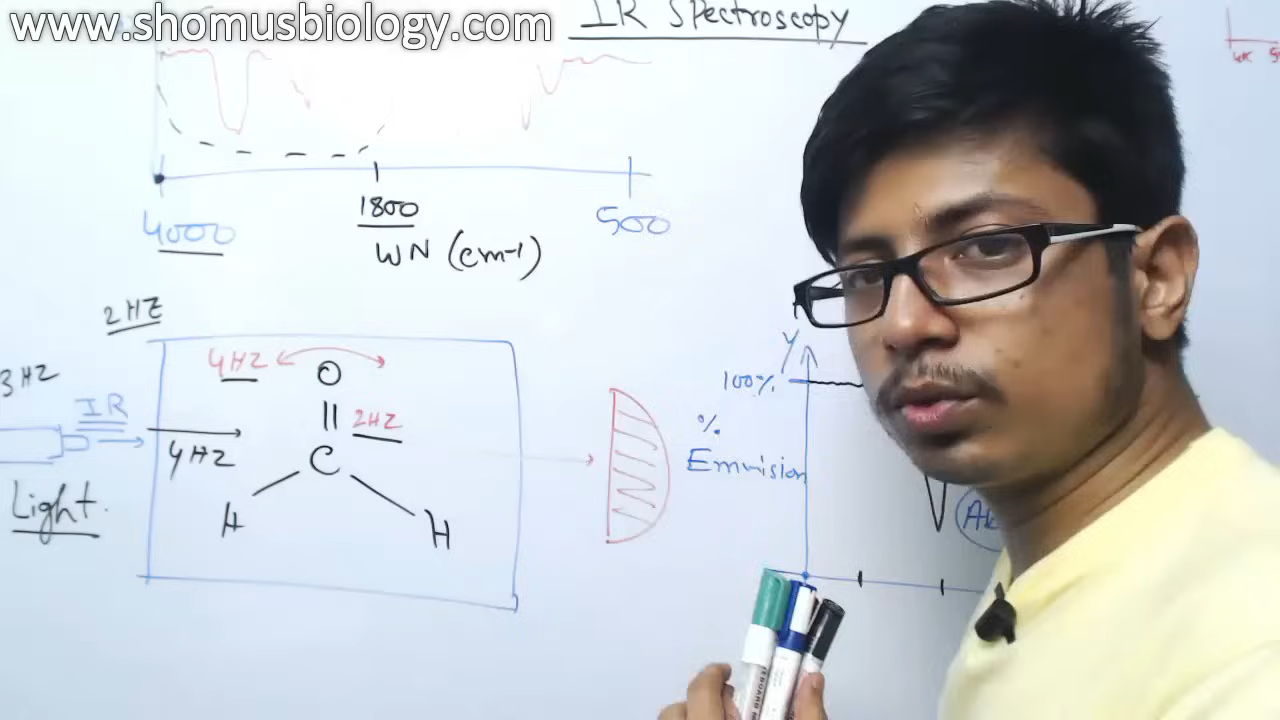 www.shomusbiology.com
IR Spectroscopy
4000
1800
500
WN (cm-1)
2HZ
3HZ
IR
Light.
4HZ
4HZ
O
2HZ
C
H
H
Y
100%
%
Emmision